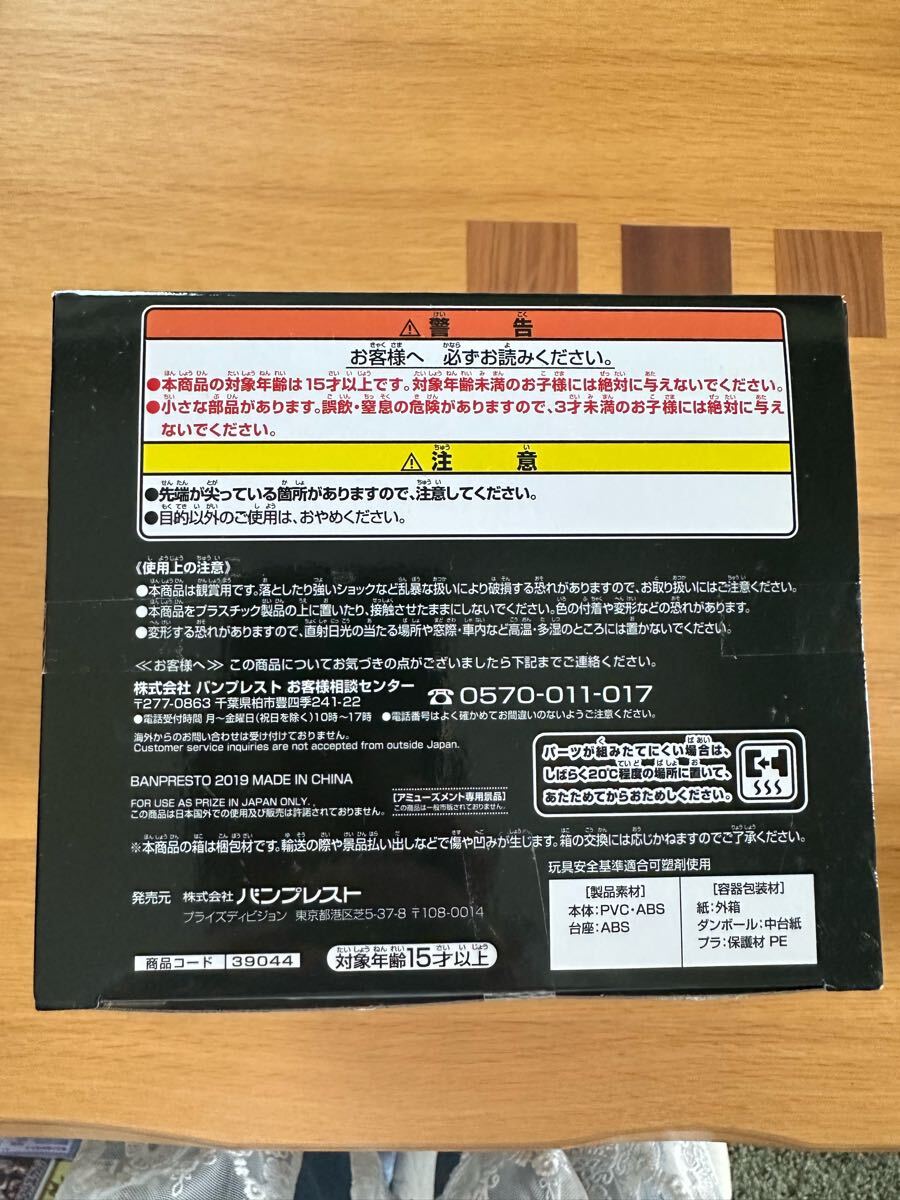 ⚠警告
お客様へ 必ずお読みください。
●本商品の対象年齢は15才以上です。対象年齢未満のお子様には絶対に与えないでください。
●小さな部品があります。誤飲・窒息の危険がありますので、3才未満のお子様には絶対に与え
ないでください。
⚠注意
●先端が尖っている箇所がありますので、注意してください。
●目的以外のご使用は、おやめください。
《使用上の注意》
●本商品は観賞用です。落としたり強いショックなど乱暴な扱いにより破損する恐れがありますので、お取り扱いにはご注意ください。
●本商品をプラスチック製品の上に置いたり、接触させたままにしないでください。色の付着や変形などの恐れがあります。
●変形する恐れがありますので、直射日光の当たる場所や窓際・車内など高温・多湿のところには置かないでください。
≪お客様へ≫ この商品についてお気づきの点がございましたら下記までご連絡ください。
株式会社 バンプレスト お客様相談センター
☎0570-011-017
〒277-0863 千葉県柏市豊四季241-22
●電話受付時間 月〜金曜日(祝日を除く)10時〜17時 ●電話番号はよく確かめてお間違いのないようご注意ください。
海外からのお問い合わせは受け付けておりません。
Customer service inquiries are not accepted from outside Japan.
パーツが組みたてにくい場合は、
しばらく20℃程度の場所に置いて、
あたためてからおためしください。
BANPRESTO 2019 MADE IN CHINA
FOR USE AS PRIZE IN JAPAN ONLY.
この商品は日本国外での使用及び販売は許諾されておりません。
[アミューズメント専用景品]
この商品は一般市販されておりません。
※本商品の箱は梱包材です。輸送の際や景品払い出しなどで傷や凹みが生じます。箱の交換には応じかねますのでご了承ください。
玩具安全基準適合可塑剤使用
発売元 株式会社 バンプレスト
プライズディビジョン 東京都港区芝5-37-8 〒108-0014
[製品素材]
本体:PVC・ABS
台座:ABS
[容器包装材]
紙:外箱
ダンボール:中台紙
プラ:保護材 PE
商品コード 39044
対象年齢15才以上